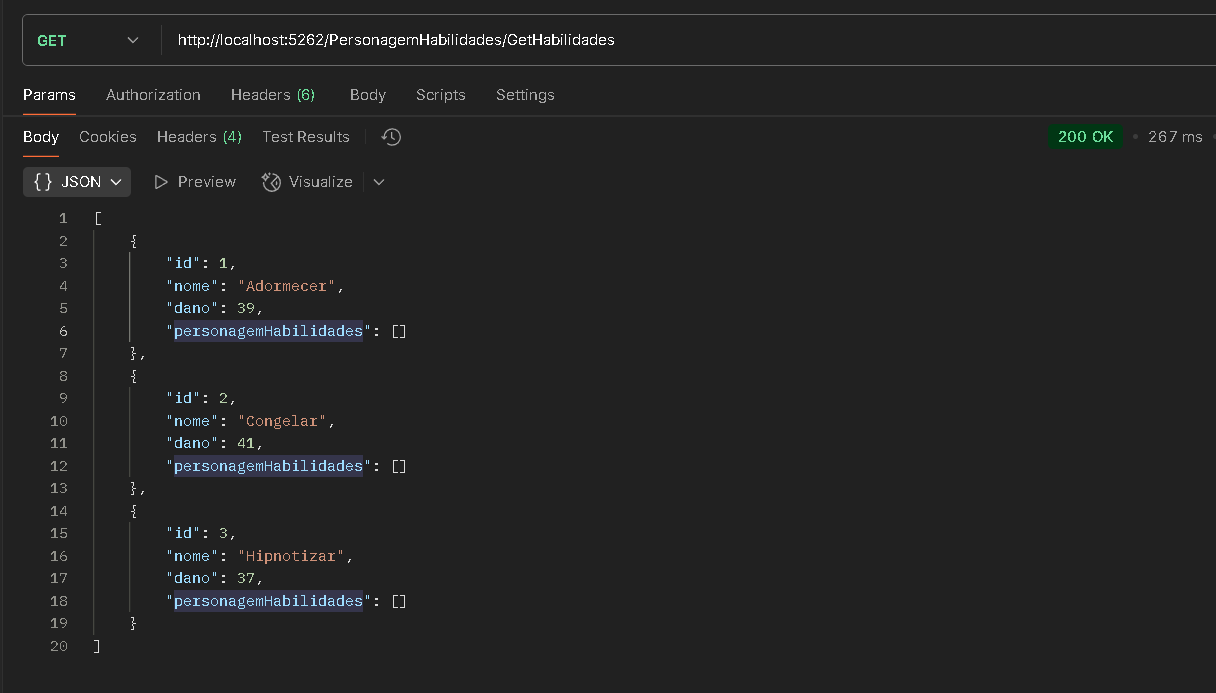 GET http://localhost:5262/PersonagemHabilidades/GetHabilidades
Params Authorization Headers (6) Body Scripts Settings
Body Cookies Headers (4) Test Results 200 OK • 267 ms •
{} JSON Preview Visualize
1 [
2 {
3 "id": 1,
4 "nome": "Adormecer",
5 "dano": 39,
6 "personagemHabilidades": []
7 },
8 {
9 "id": 2,
10 "nome": "Congelar",
11 "dano": 41,
12 "personagemHabilidades": []
13 },
14 {
15 "id": 3,
16 "nome": "Hipnotizar",
17 "dano": 37,
18 "personagemHabilidades": []
19 }
20 ]